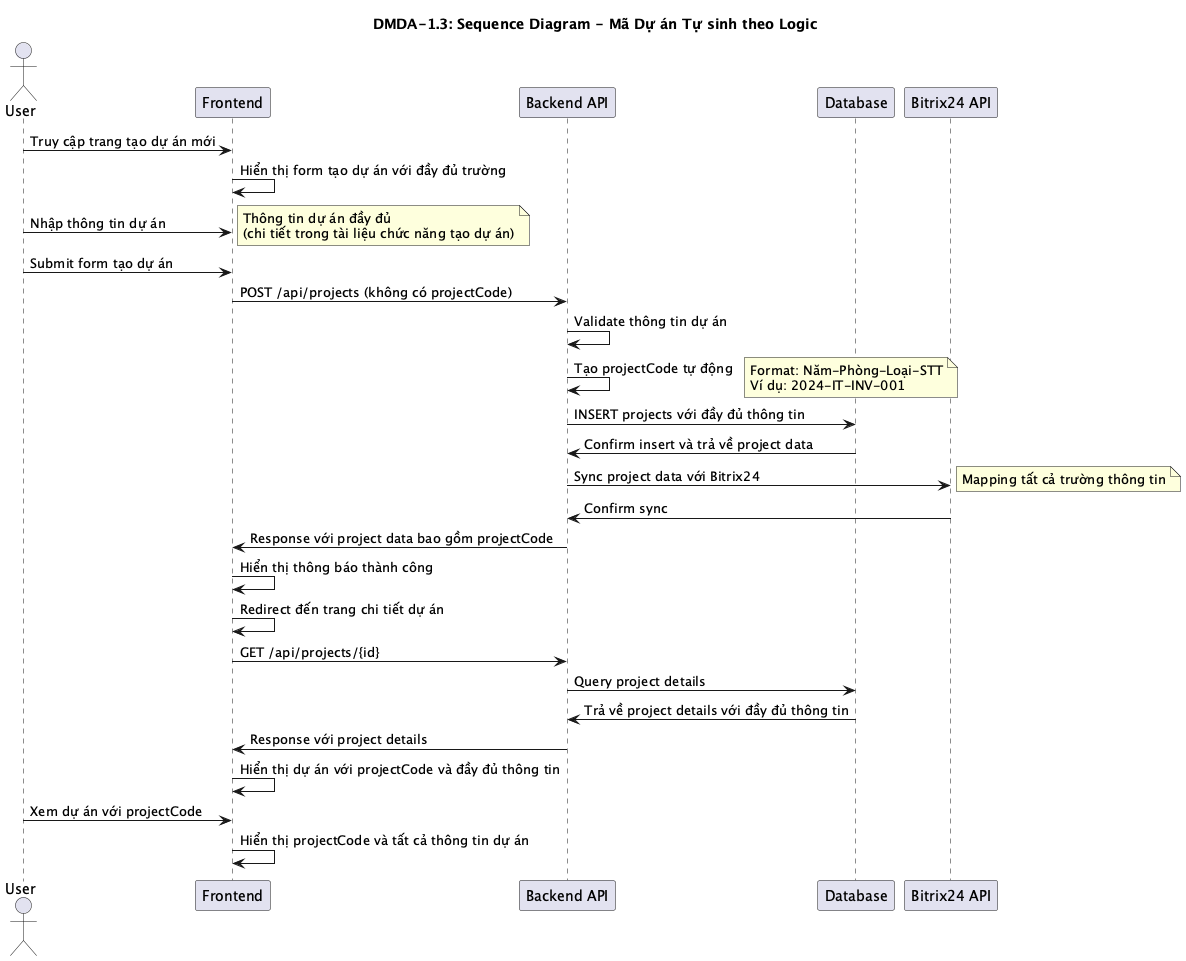 DMDA-1.3: Sequence Diagram - Mã Dự án Tự sinh theo Logic
User
Frontend
Backend API
Database
Bitrix24 API
Truy cập trang tạo dự án mới
Hiển thị form tạo dự án với đầy đủ trường
Nhập thông tin dự án
Thông tin dự án đầy đủ
(chi tiết trong tài liệu chức năng tạo dự án)
Submit form tạo dự án
POST /api/projects (không có projectCode)
Validate thông tin dự án
Tạo projectCode tự động
Format: Năm-Phòng-Loại-STT
Ví dụ: 2024-IT-INV-001
INSERT projects với đầy đủ thông tin
Confirm insert và trả về project data
Sync project data với Bitrix24
Mapping tất cả trường thông tin
Confirm sync
Response với project data bao gồm projectCode
Hiển thị thông báo thành công
Redirect đến trang chi tiết dự án
GET /api/projects/{id}
Query project details
Trả về project details với đầy đủ thông tin
Response với project details
Hiển thị dự án với projectCode và đầy đủ thông tin
Xem dự án với projectCode
Hiển thị projectCode và tất cả thông tin dự án
User
Frontend
Backend API
Database
Bitrix24 API